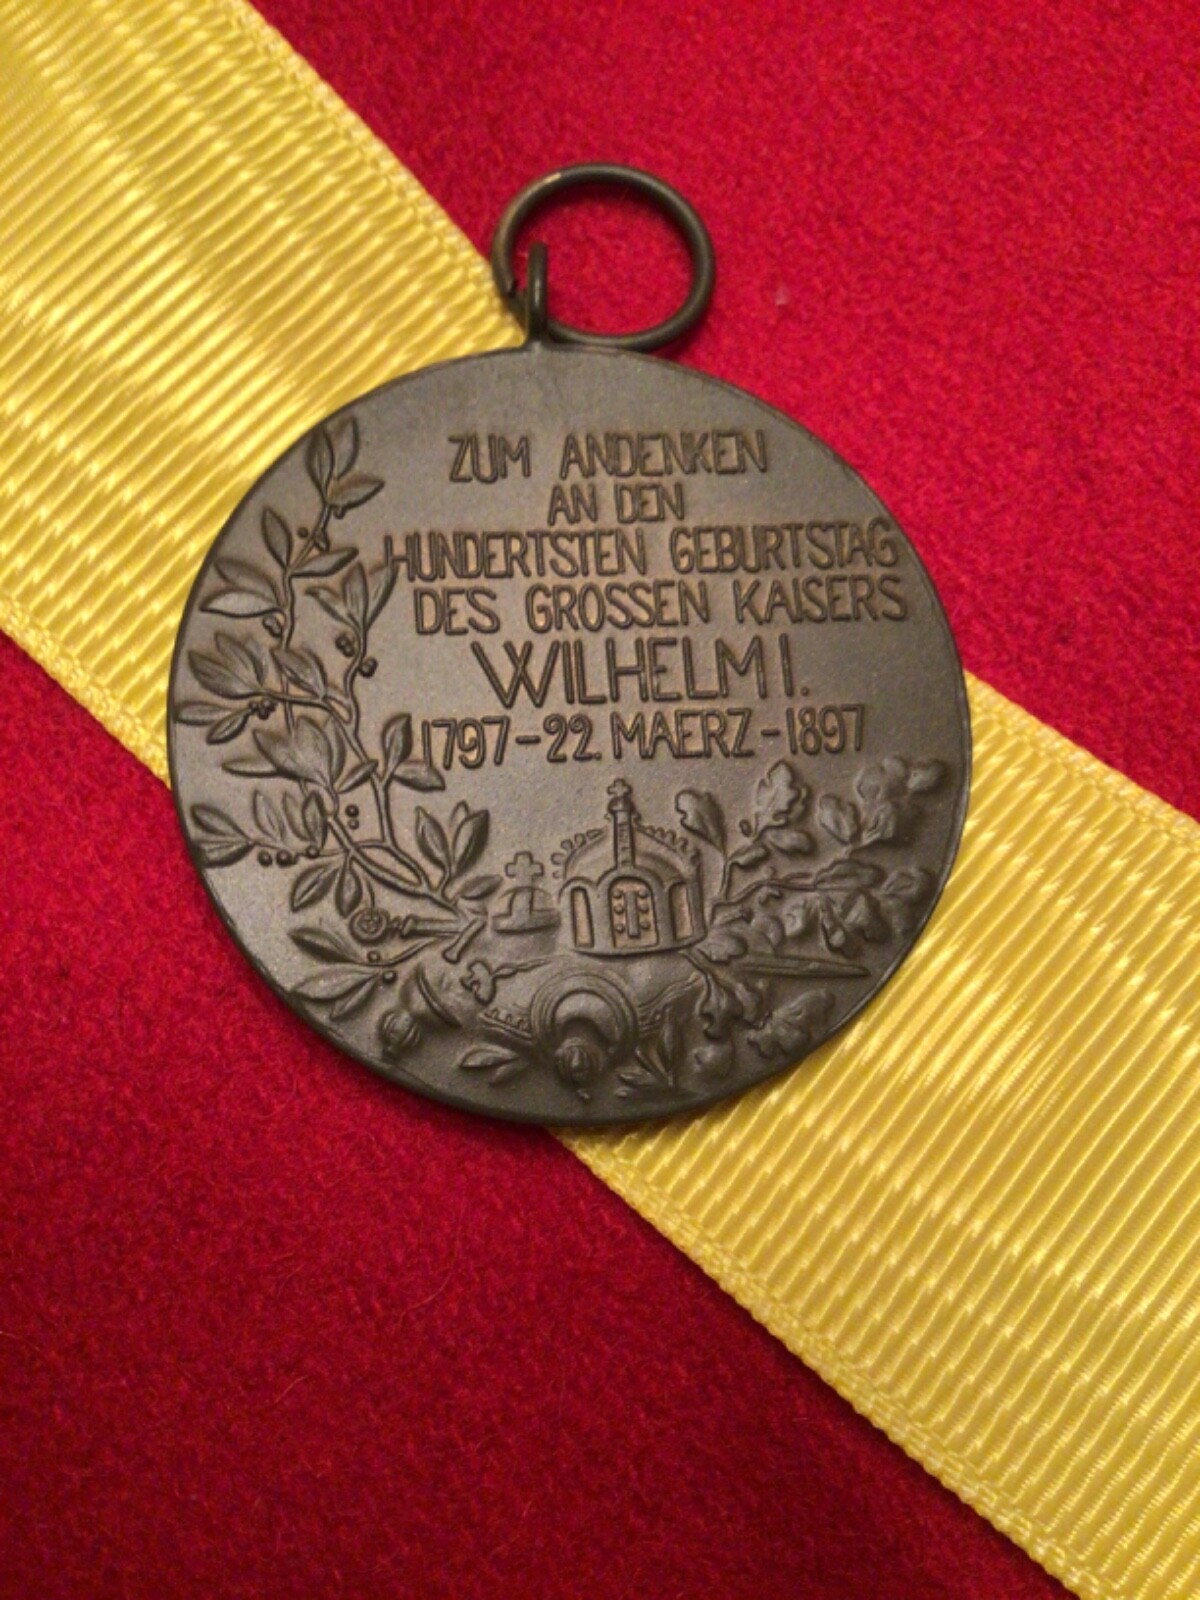 ZUM ANDENKEN
AN DEN
HUNDERTSTEN GEBURTSTAG
DES GROSSEN KAISERS
WILHELM I.
1797-22. MAERZ-1897